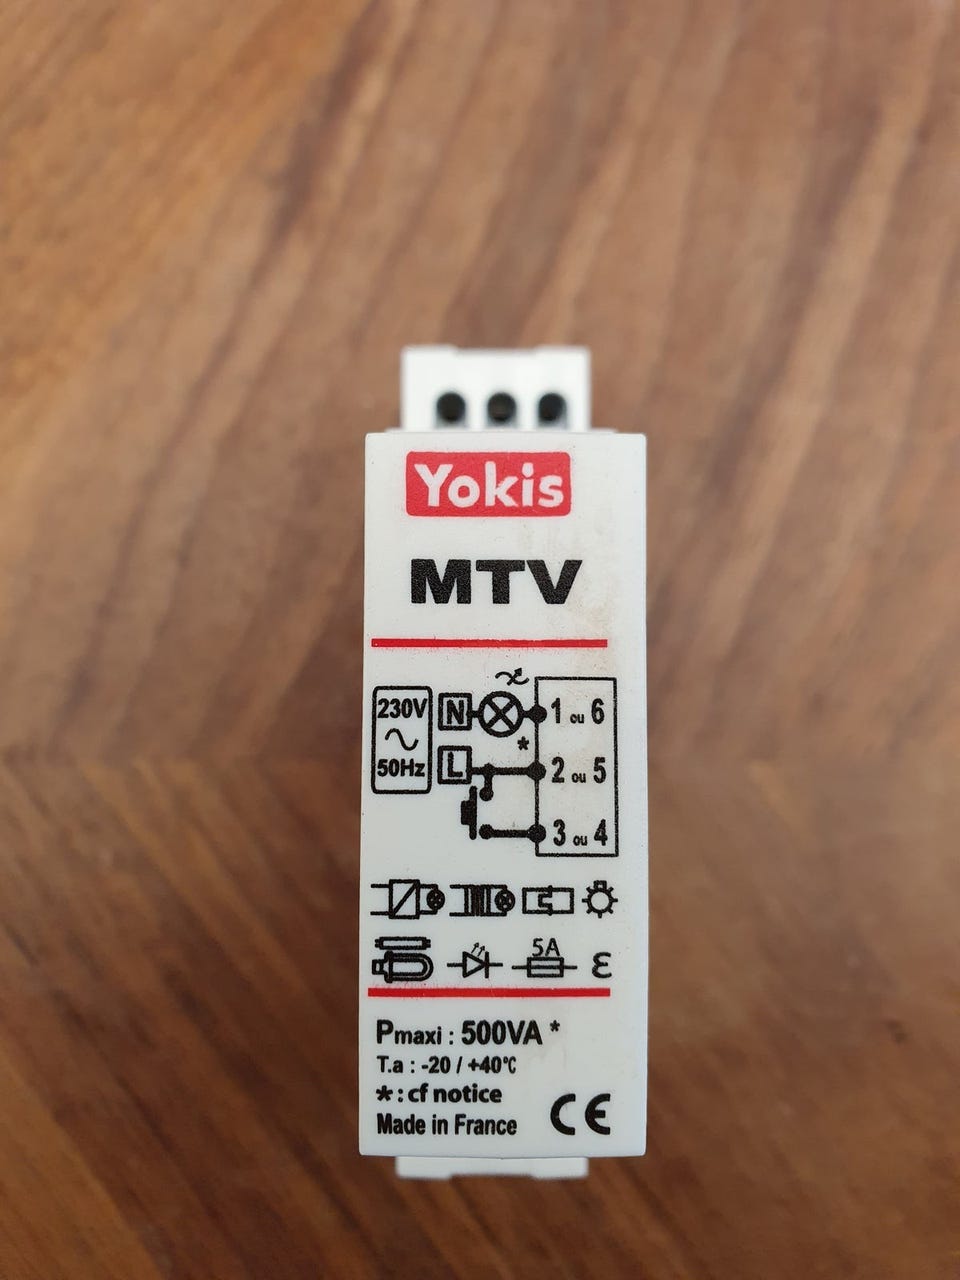 Yokis
MTV
230V
50Hz
N
L
*
1 ou 6
2 ou 5
3 ou 4
5A
ε
Pmaxi : 500VA *
T.a : -20 / +40°C
* : cf notice
Made in France
CE